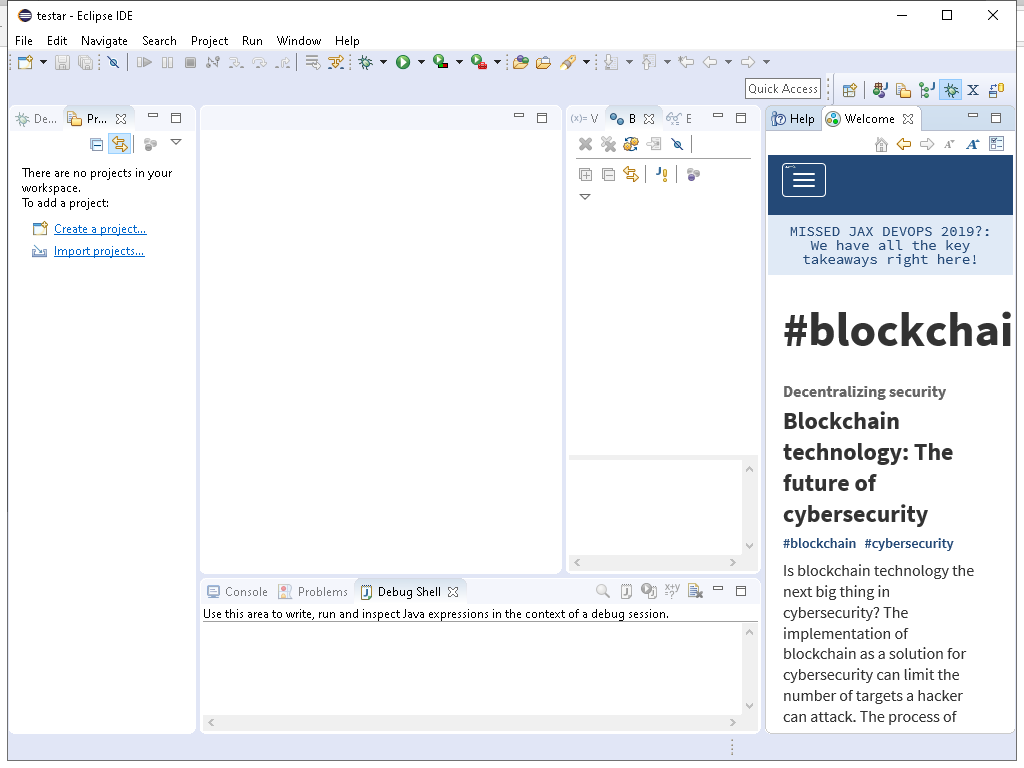 testar - Eclipse IDE
File Edit Navigate Search Project Run Window Help
Quick Access
De... Pr...
(x)= V B E
Help Welcome
There are no projects in your
workspace.
To add a project:
Create a project...
Import projects...
MISSED JAX DEVOPS 2019?:
We have all the key
takeaways right here!
#blockchai
Decentralizing security
Blockchain
technology: The
future of
cybersecurity
#blockchain #cybersecurity
Is blockchain technology the
next big thing in
cybersecurity? The
implementation of
blockchain as a solution for
cybersecurity can limit the
number of targets a hacker
can attack. The process of
Console Problems Debug Shell
Use this area to write, run and inspect Java expressions in the context of a debug session.